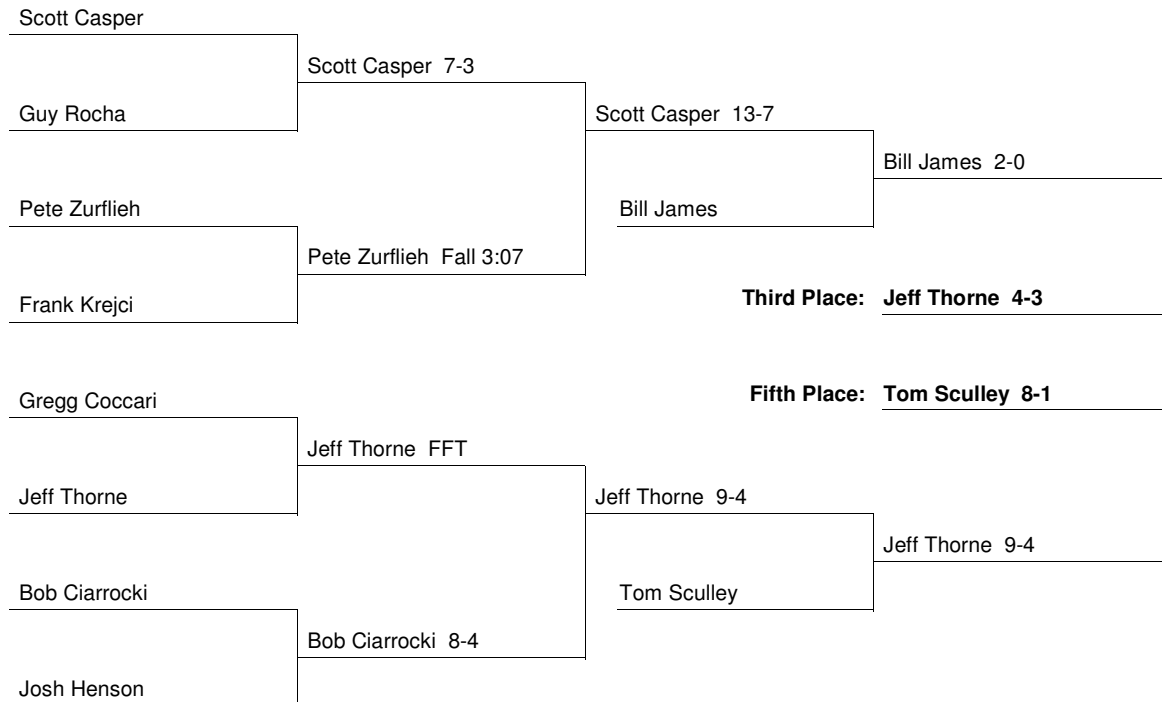 Scott Casper
Scott Casper 7-3
Guy Rocha
Scott Casper 13-7
Bill James 2-0
Pete Zurflieh
Bill James
Pete Zurflieh Fall 3:07
Frank Krejci
Third Place: Jeff Thorne 4-3
Gregg Coccari
Fifth Place: Tom Sculley 8-1
Jeff Thorne FFT
Jeff Thorne
Jeff Thorne 9-4
Jeff Thorne 9-4
Bob Ciarrocki
Tom Sculley
Bob Ciarrocki 8-4
Josh Henson